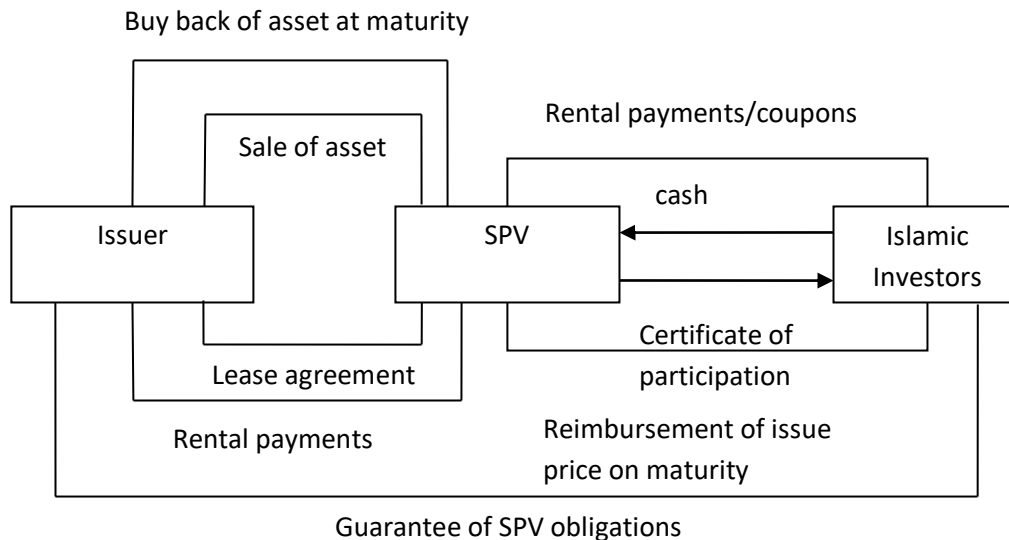 Buy back of asset at maturity
Rental payments/coupons
Sale of asset
cash
Issuer
SPV
Islamic
Investors
Certificate of
participation
Lease agreement
Rental payments
Reimbursement of issue
price on maturity
Guarantee of SPV obligations